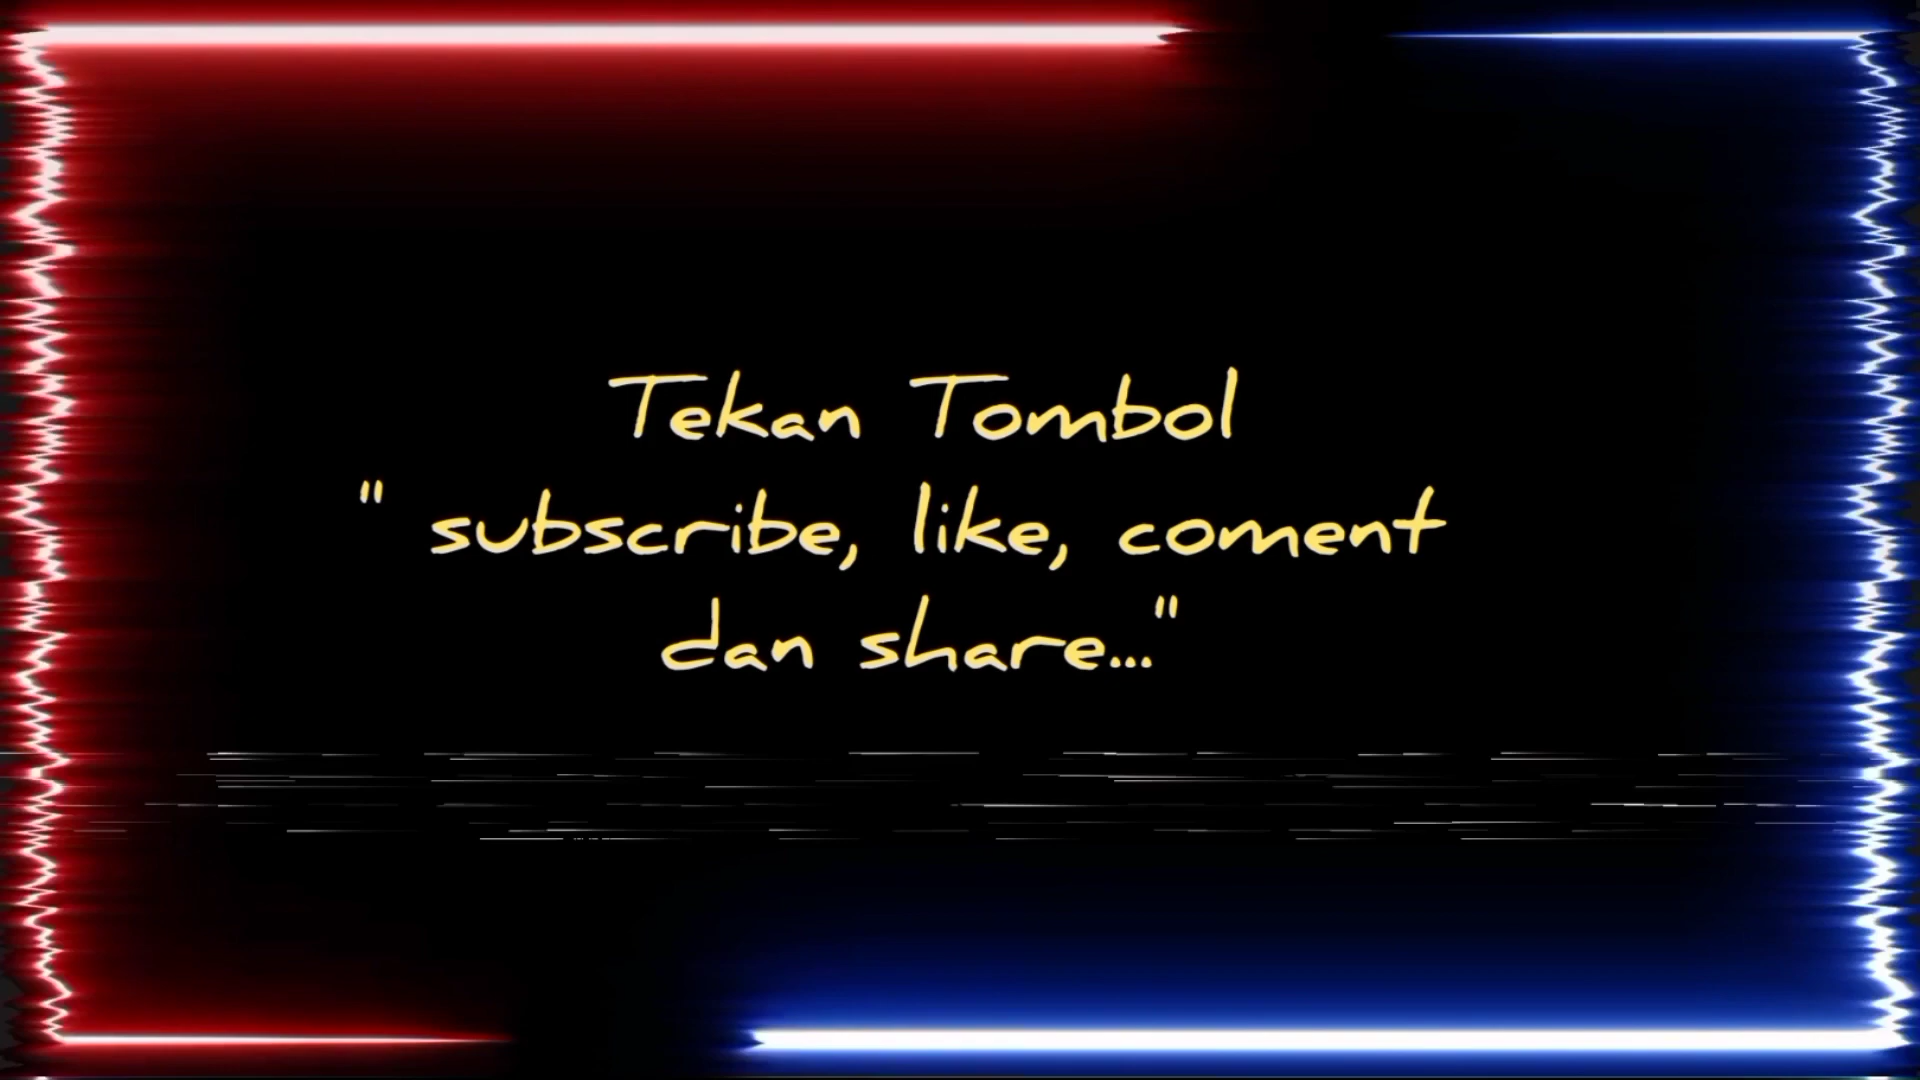 Tekan Tombol
" subscribe, like, coment
dan share..."